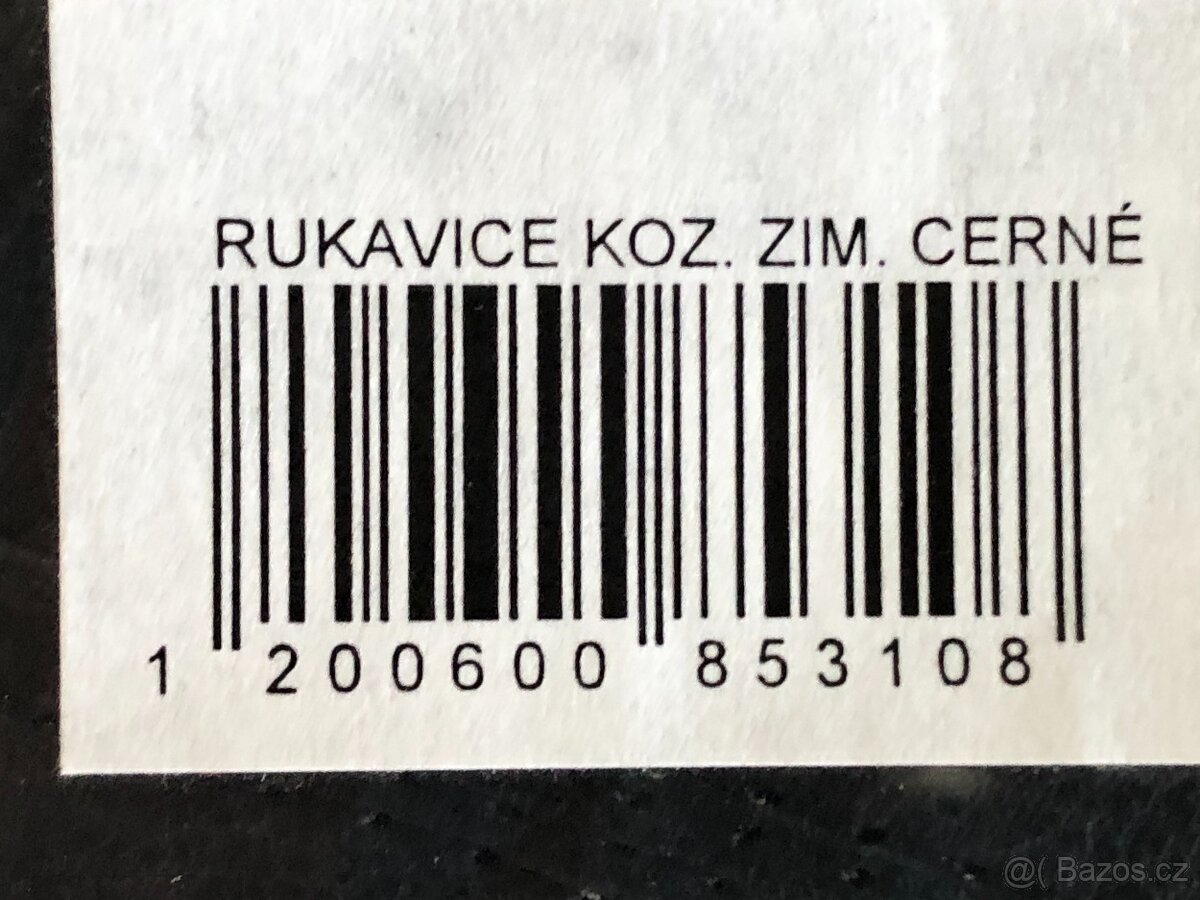 RUKAVICE KOZ. ZIM. CERNÉ
1 200600 853108
@( Bazos.cz